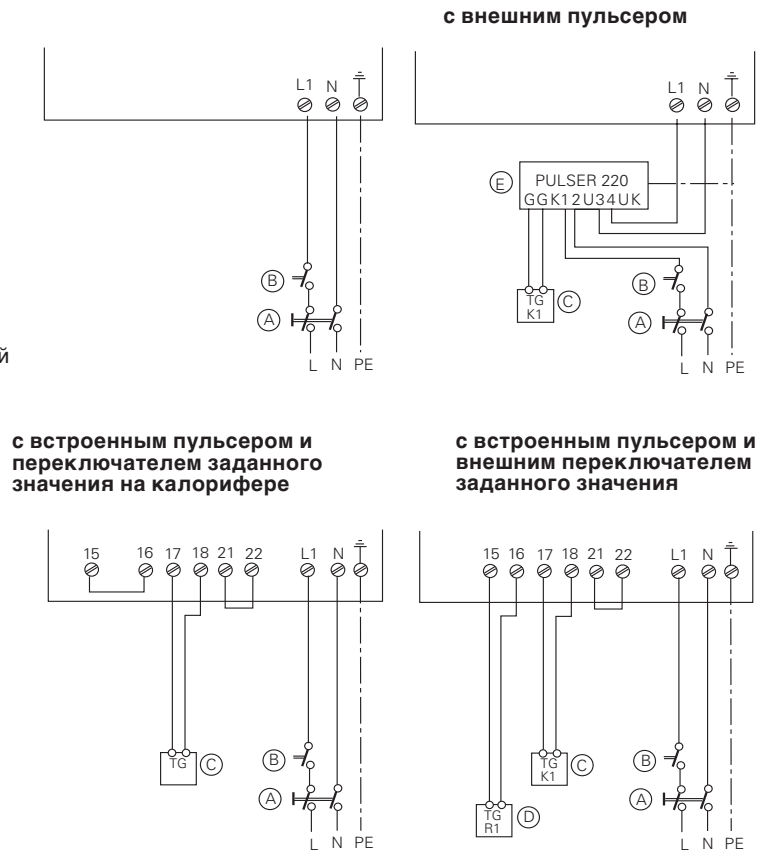 с внешним пульсером
L1 N
B
A
L N PE
й
L1 N
E
PULSER 220
GGK12U34UK
TG
K1
C
B
A
L N PE
с встроенным пульсером и
переключателем заданного
значения на калорифере
15 16 17 18 21 22 L1 N
TG
C
B
A
L N PE
с встроенным пульсером и
внешним переключателем
заданного значения
15 16 17 18 21 22 L1 N
TG
K1
C
TG
R1
D
B
A
L N PE